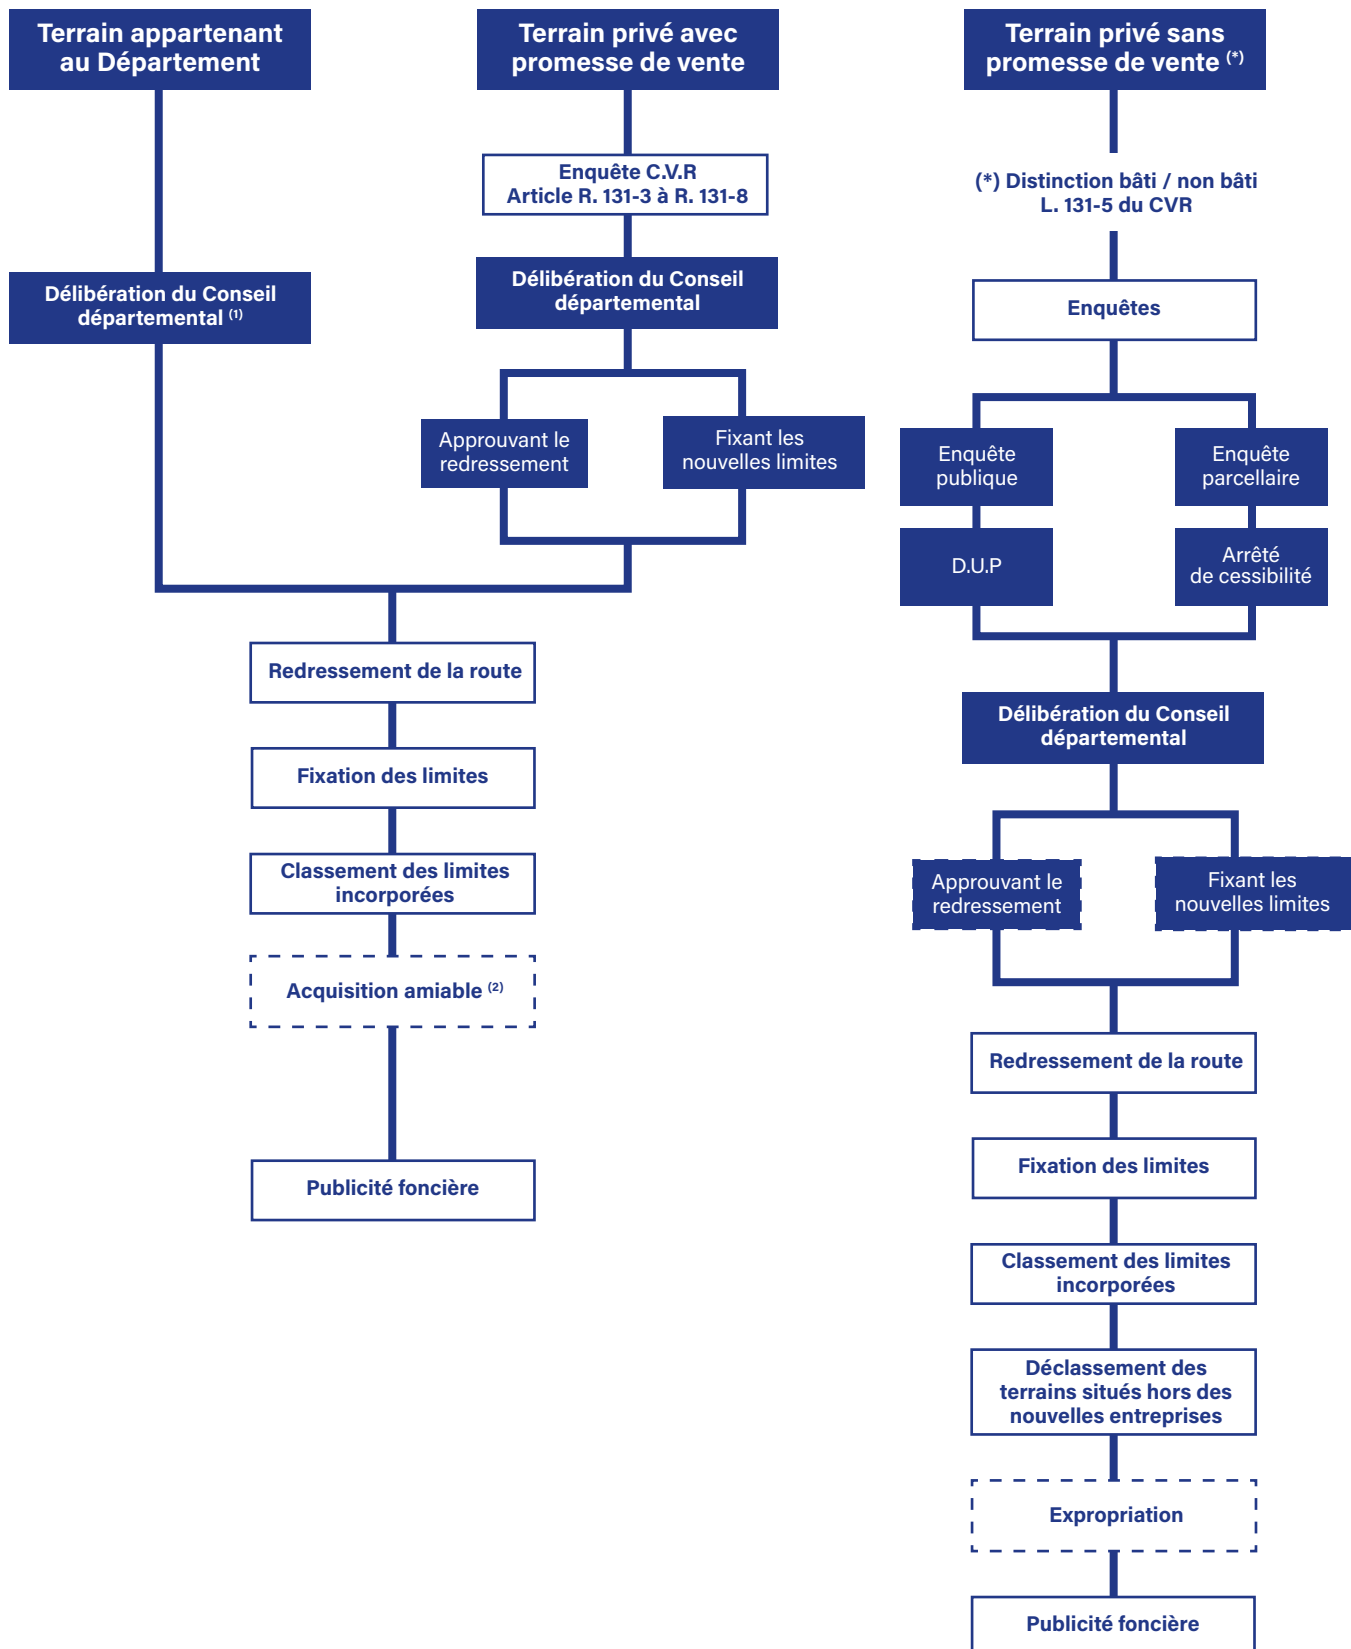 Terrain appartenant
au Département
Terrain privé avec
promesse de vente
Terrain privé sans
promesse de vente (*)
Enquête C.V.R
Article R. 131-3 à R. 131-8
(*) Distinction bâti / non bâti
L. 131-5 du CVR
Délibération du Conseil
départemental (1)
Délibération du Conseil
départemental
Enquêtes
Approuvant le
redressement
Fixant les
nouvelles limites
Enquête
publique
Enquête
parcellaire
D.U.P
Arrêté
de cessibilité
Redressement de la route
Fixation des limites
Classement des limites
incorporées
Acquisition amiable (2)
Publicité foncière
Délibération du Conseil
départemental
Approuvant le
redressement
Fixant les
nouvelles limites
Redressement de la route
Fixation des limites
Classement des limites
incorporées
Déclassement des
terrains situés hors des
nouvelles entreprises
Expropriation
Publicité foncière